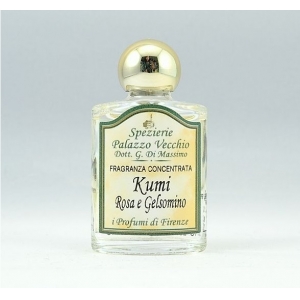 Spezierie
Palazzo Vecchio
Dott. G. Di Massimo
FRAGRANZA CONCENTRATA
Kumi
Rosa e Gelsomino
i Profumi di Firenze